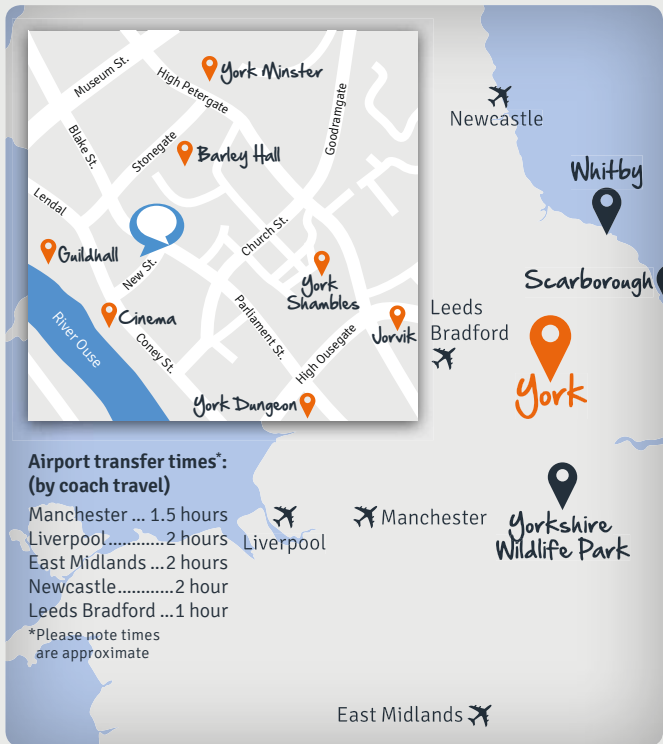 York Minster
Museum St.
High Petergate
Goodramgate
Blake St.
Stonegate
Barley Hall
Lendal
Church St.
Guildhall
New St.
York
Shambles
Cinema
River Ouse
Coney St.
Parliament St.
High Ousegate
Jorvik
York Dungeon
Newcastle
Whitby
Scarborough
Leeds
Bradford
York
Airport transfer times*:
(by coach travel)
Manchester ... 1.5 hours
Liverpool............2 hours
East Midlands ...2 hours
Newcastle............2 hour
Leeds Bradford ...1 hour
*Please note times
are approximate
Liverpool
Manchester
Yorkshire
Wildlife Park
East Midlands